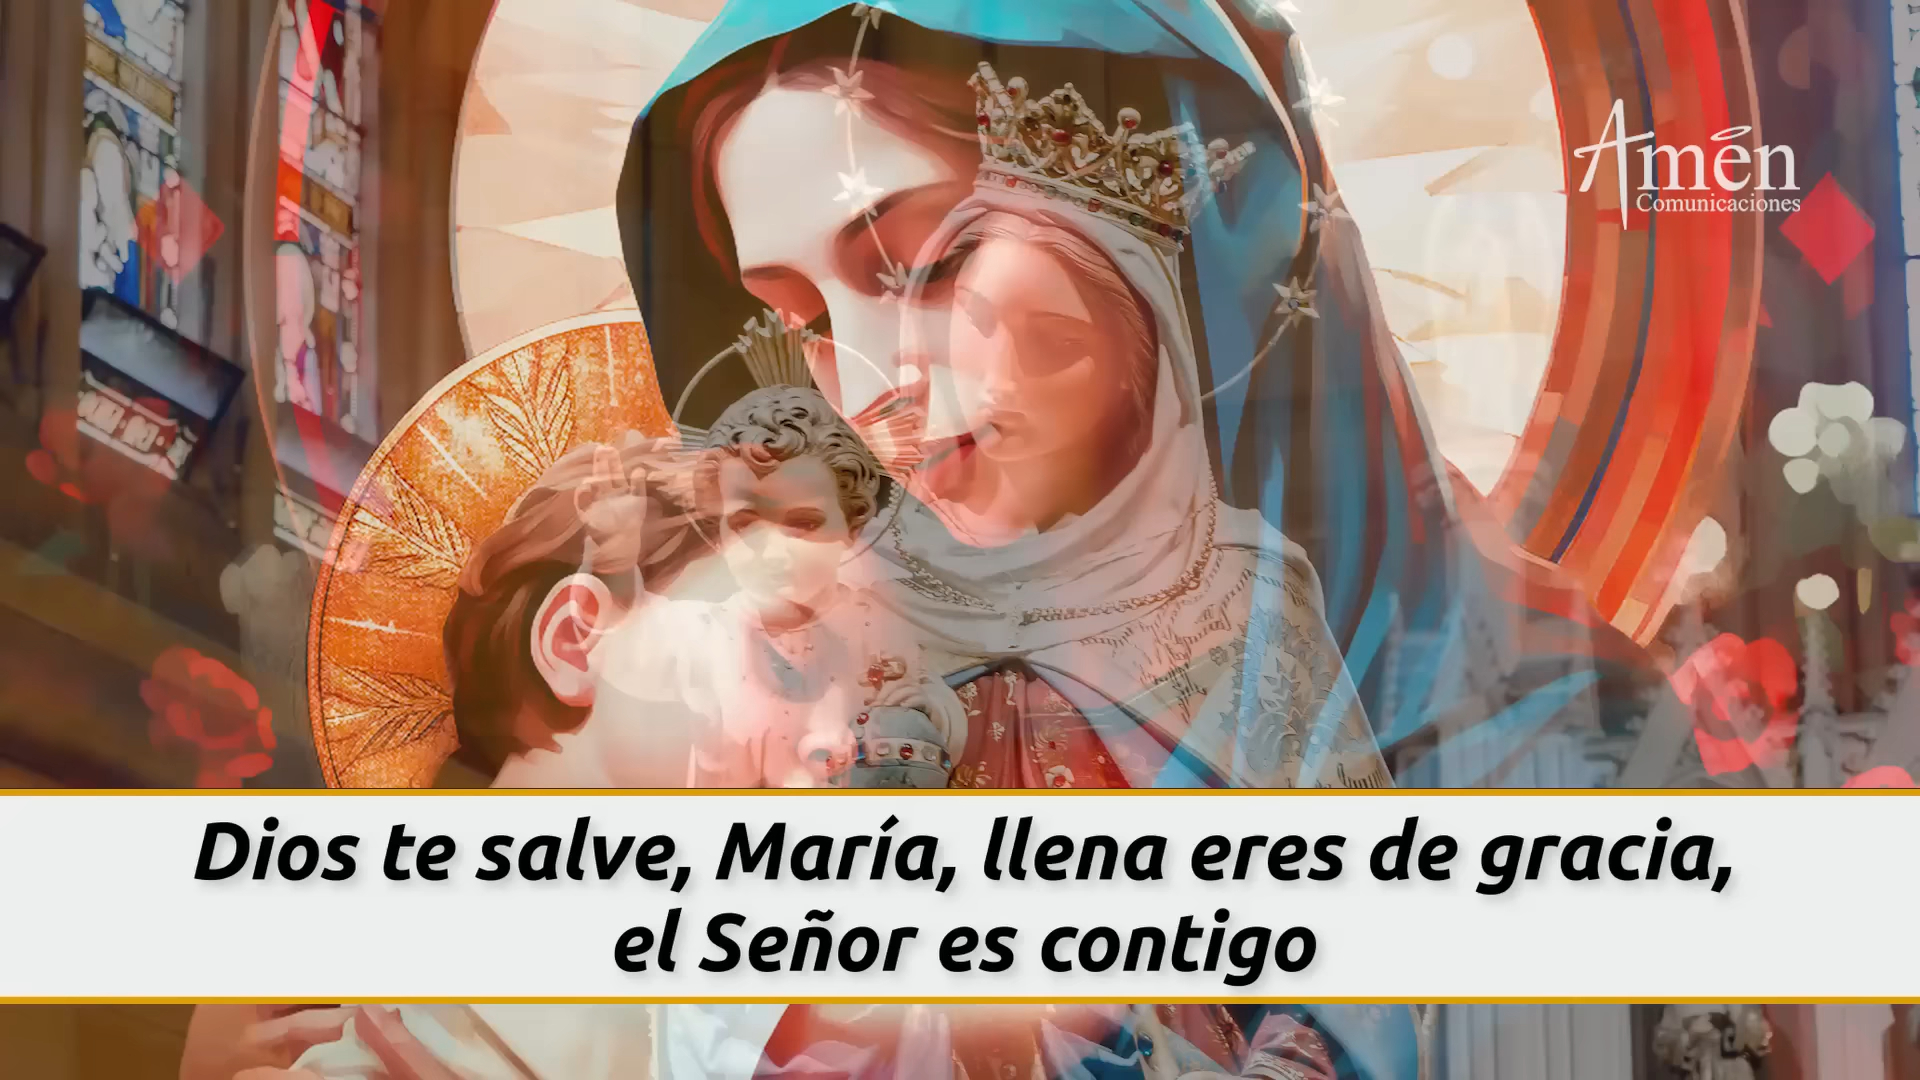 Amén
Comunicaciones
Dios te salve, María, llena eres de gracia,
el Señor es contigo